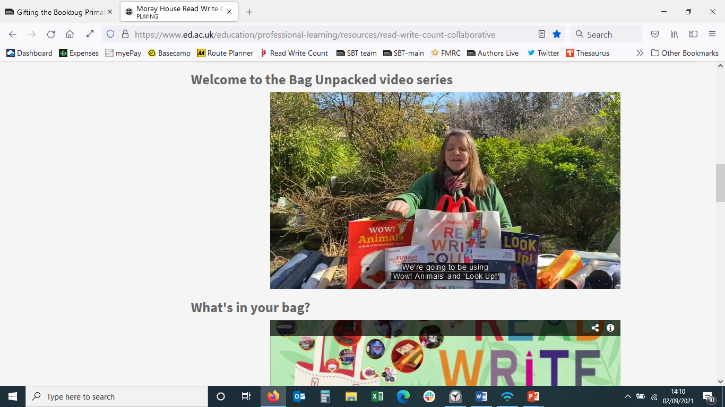 Gifting the Bookbug Primar
Moray House Read Write C
PLAYING
https://www.ed.ac.uk/education/professional-learning/resources/read-write-count-collaborative
Search
Dashboard
Expenses
myePay
Basecamp
Route Planner
Read Write Count
SBT team
SBT-main
FMRC
Authors Live
Twitter
Thesaurus
Other Bookmarks
Welcome to the Bag Unpacked video series
WOW!
Animals
READ
WRITE
COUNT
LOOK
UP!
We're going to be using
'Wow! Animals' and 'Look Up!'
What's in your bag?
READ
WRITE
Type here to search
14:10
02/09/2021